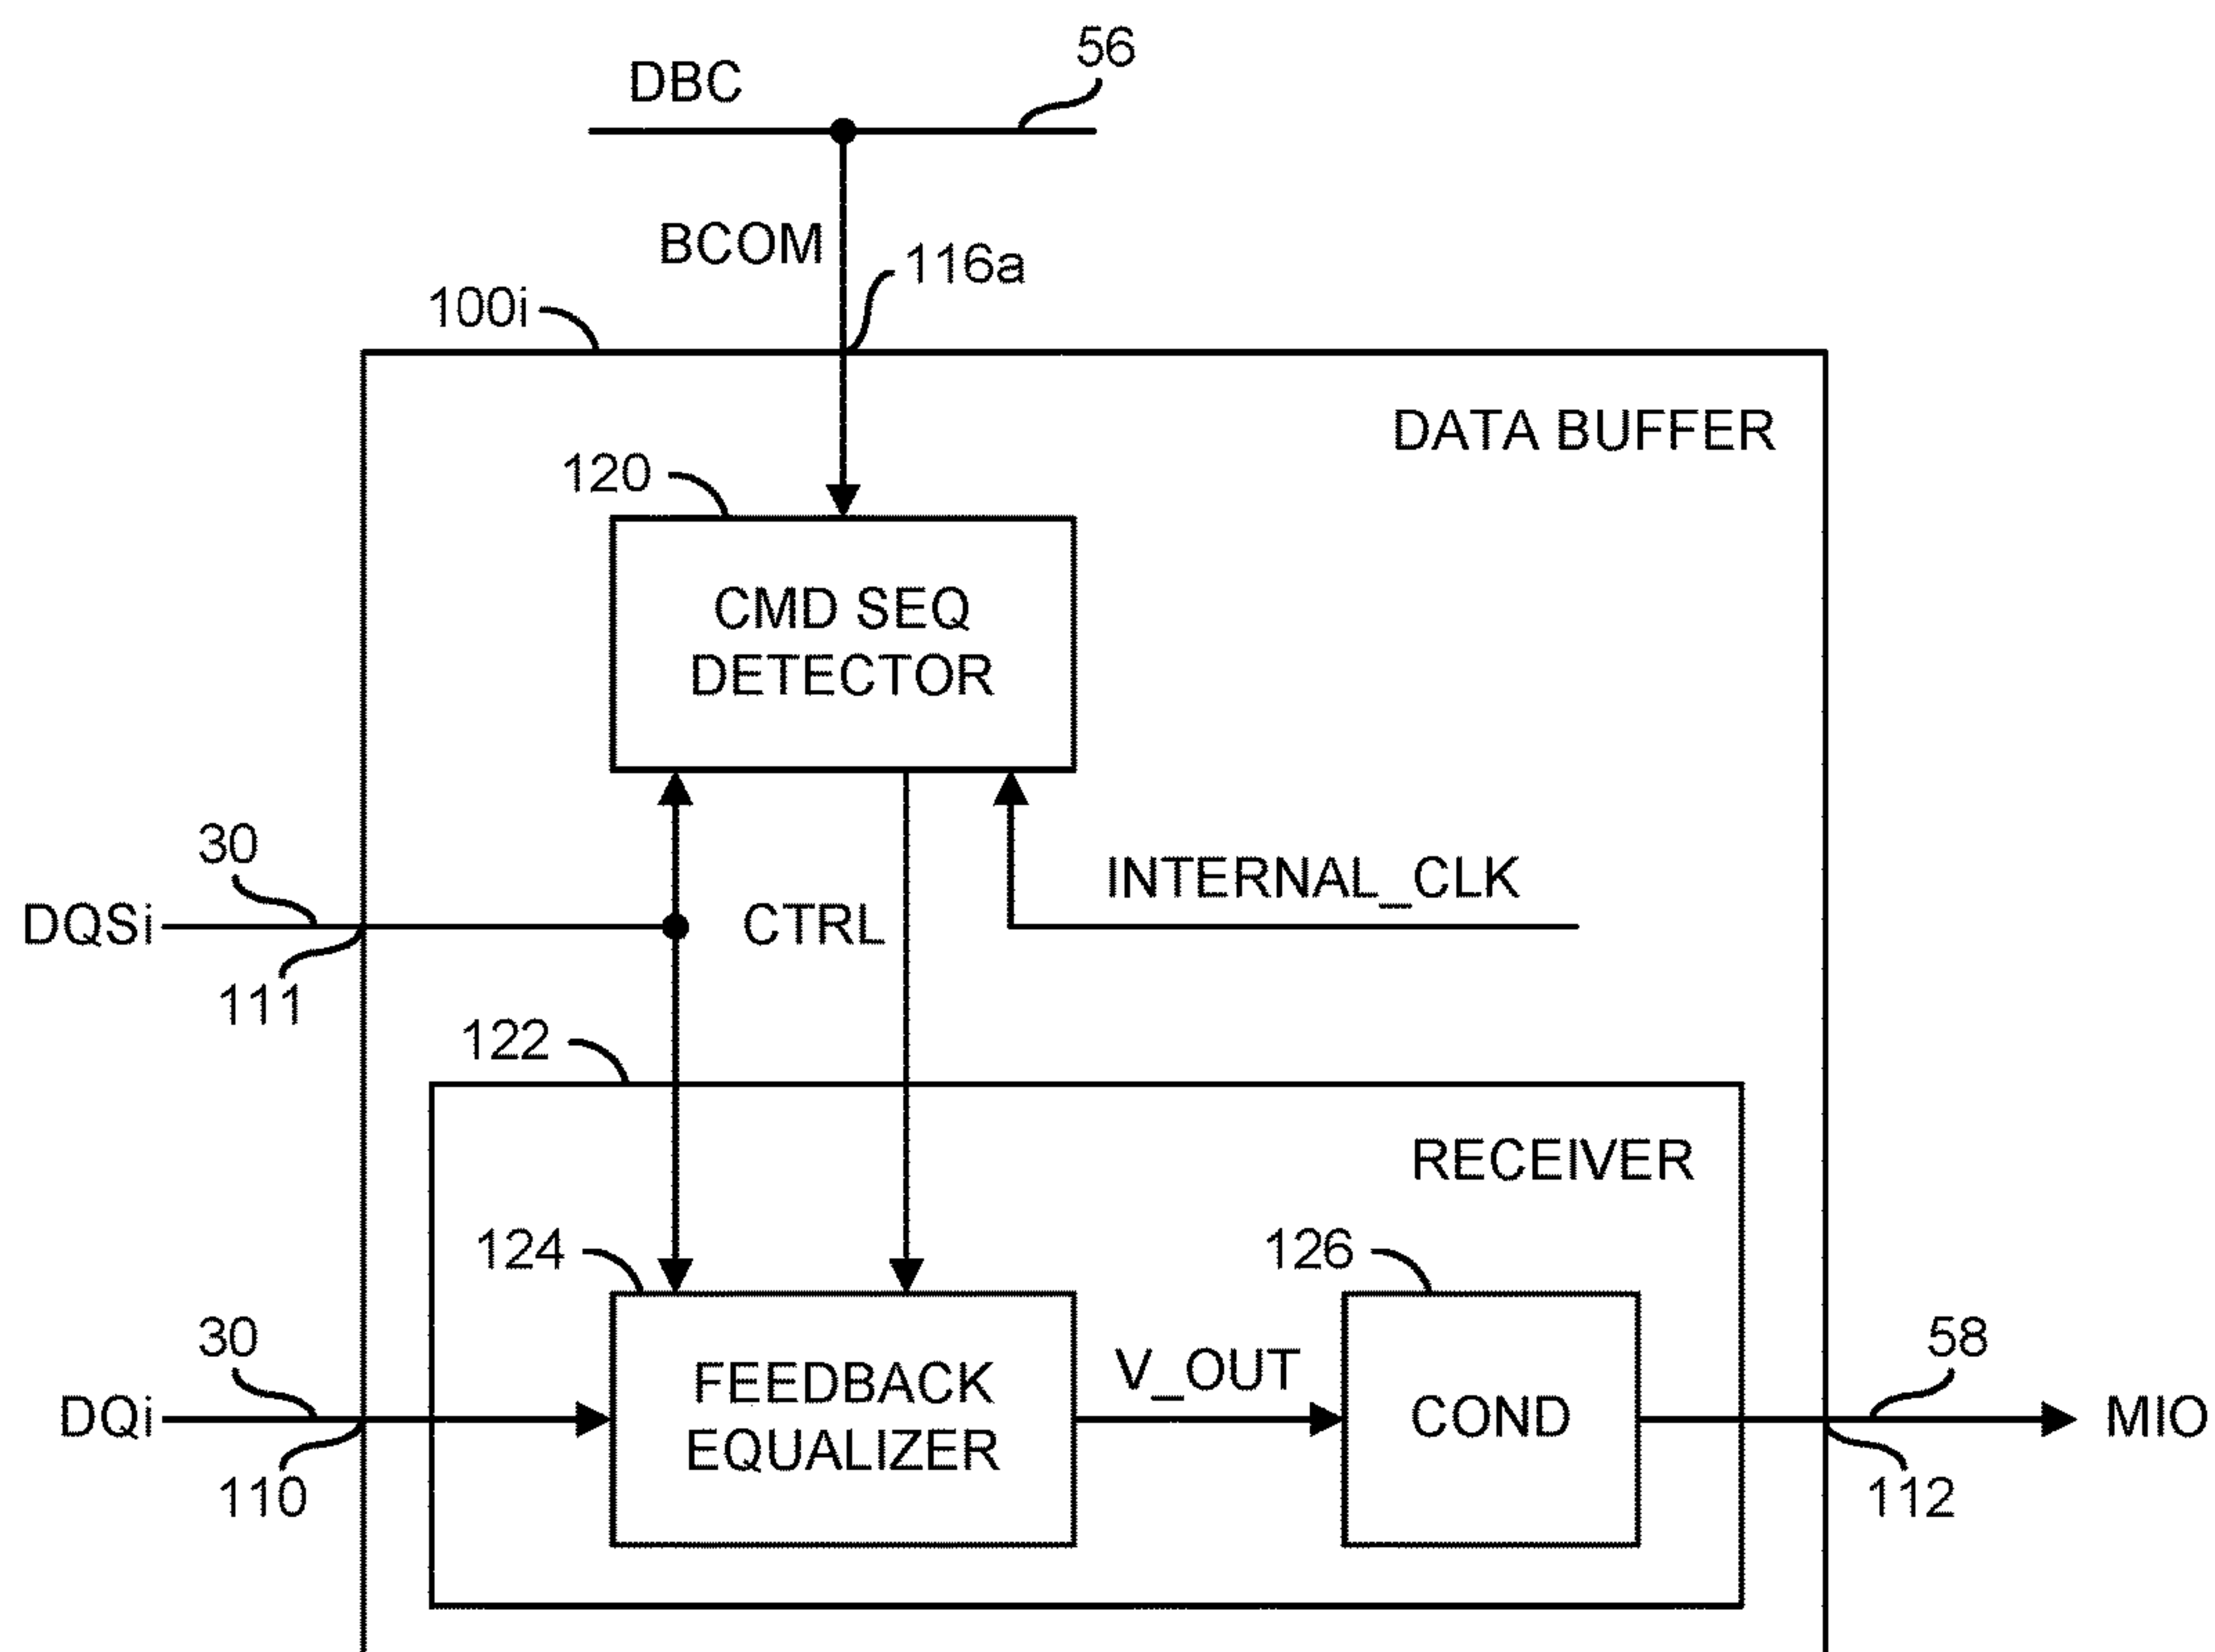 56
DBC
BCOM
116a
100i
DATA BUFFER
120
CMD SEQ
DETECTOR
30
INTERNAL_CLK
DQSi
CTRL
111
122
RECEIVER
124
126
30
58
FEEDBACK
EQUALIZER
V_OUT
COND
DQi
MIO
110
112